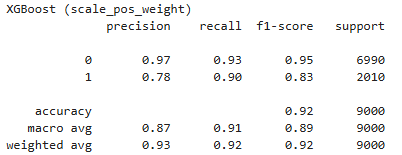 XGBoost (scale_pos_weight)
precision recall f1-score support
0 0.97 0.93 0.95 6990
1 0.78 0.90 0.83 2010
accuracy 0.92 9000
macro avg 0.87 0.91 0.89 9000
weighted avg 0.93 0.92 0.92 9000